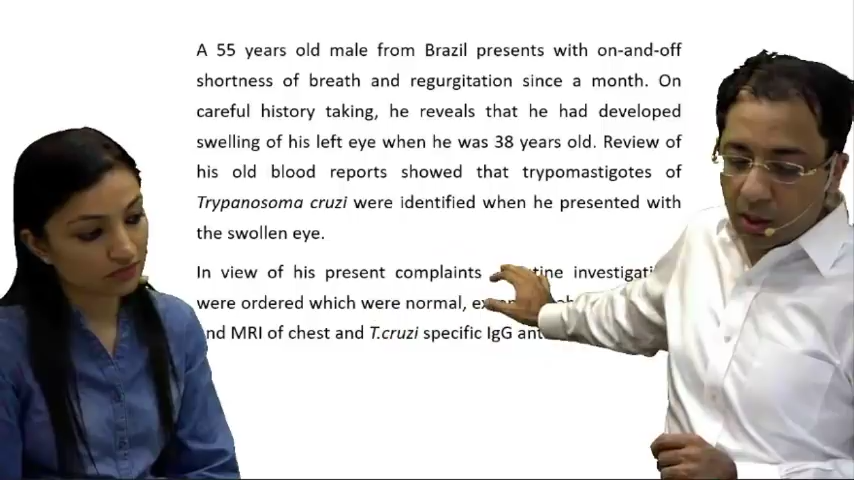 A 55 years old male from Brazil presents with on-and-off
shortness of breath and regurgitation since a month. On
careful history taking, he reveals that he had developed
swelling of his left eye when he was 38 years old. Review of
his old blood reports showed that trypomastigotes of
Trypanosoma cruzi were identified when he presented with
the swollen eye.
In view of his present complaints
were ordered which were normal,
and MRI of chest and T.cruzi specific IgG